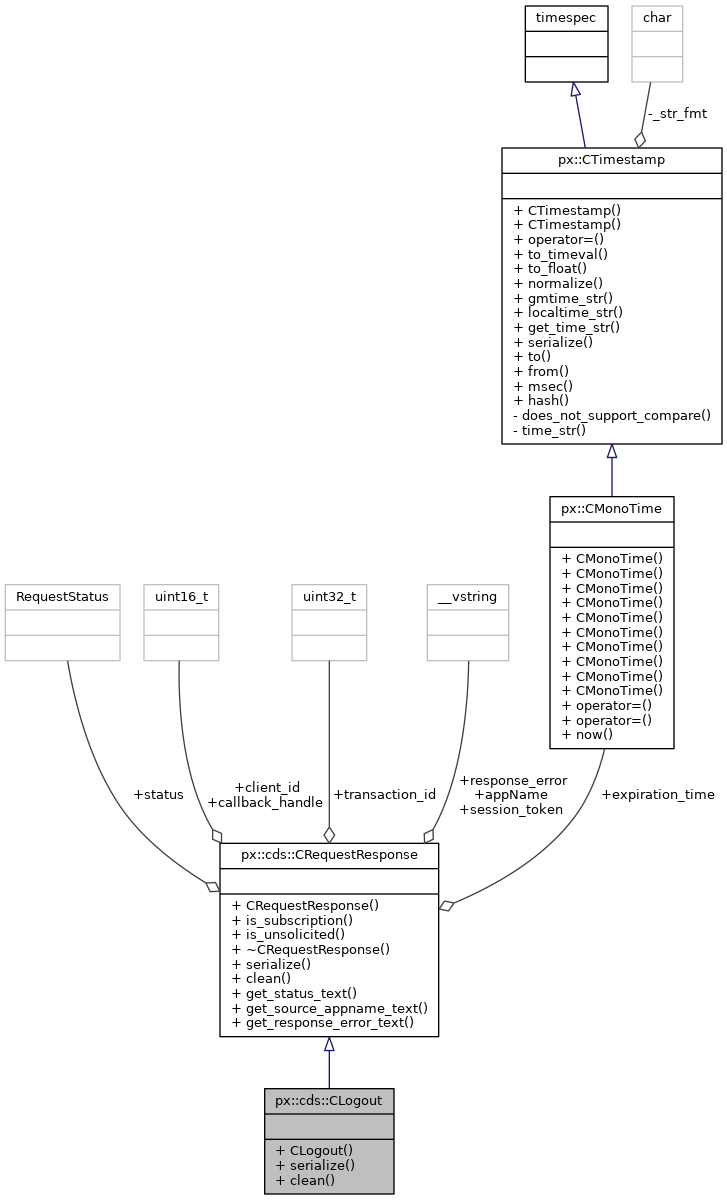 timespec
char
-_str_fmt
px::CTimestamp
+ CTimestamp()
+ CTimestamp()
+ operator=()
+ to_timeval()
+ to_float()
+ normalize()
+ gmtime_str()
+ localtime_str()
+ get_time_str()
+ serialize()
+ to()
+ from()
+ msec()
+ hash()
- does_not_support_compare()
- time_str()
px::CMonoTime
+ CMonoTime()
+ CMonoTime()
+ CMonoTime()
+ CMonoTime()
+ CMonoTime()
+ CMonoTime()
+ CMonoTime()
+ CMonoTime()
+ CMonoTime()
+ CMonoTime()
+ operator=()
+ operator=()
+ now()
RequestStatus
uint16_t
uint32_t
__vstring
+status
+client_id
+callback_handle
+transaction_id
+response_error
+appName
+session_token
+expiration_time
px::cds::CRequestResponse
+ CRequestResponse()
+ is_subscription()
+ is_unsolicited()
+ ~CRequestResponse()
+ serialize()
+ clean()
+ get_status_text()
+ get_source_appname_text()
+ get_response_error_text()
px::cds::CLogout
+ CLogout()
+ serialize()
+ clean()